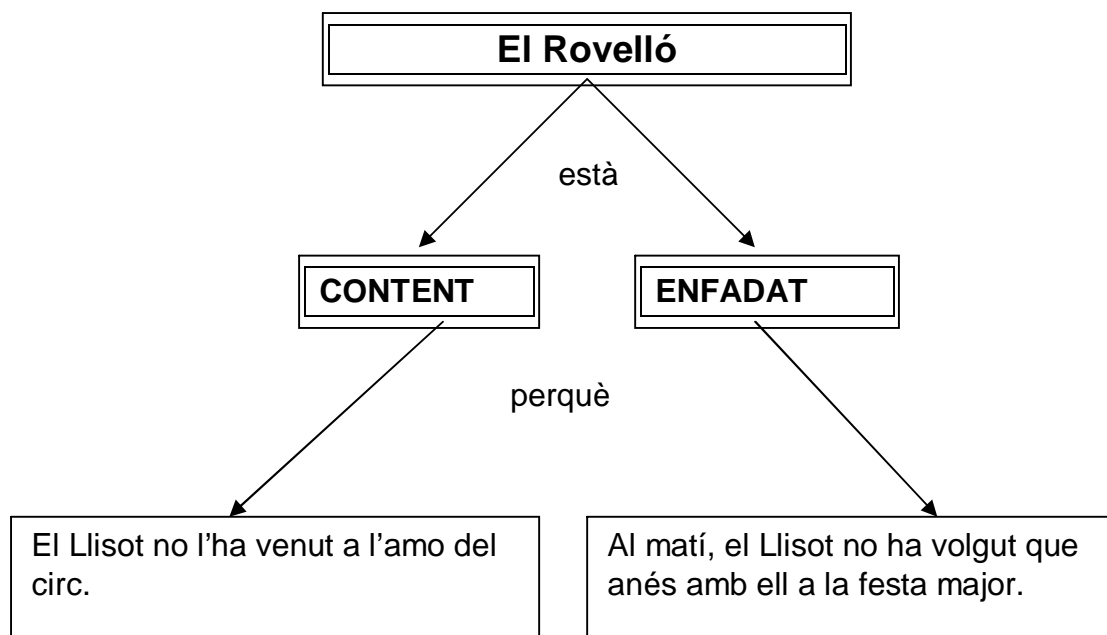 El Rovelló
està
CONTENT
ENFADAT
perquè
El Llisot no l'ha venut a l'amo del
circ.
Al matí, el Llisot no ha volgut que
anés amb ell a la festa major.